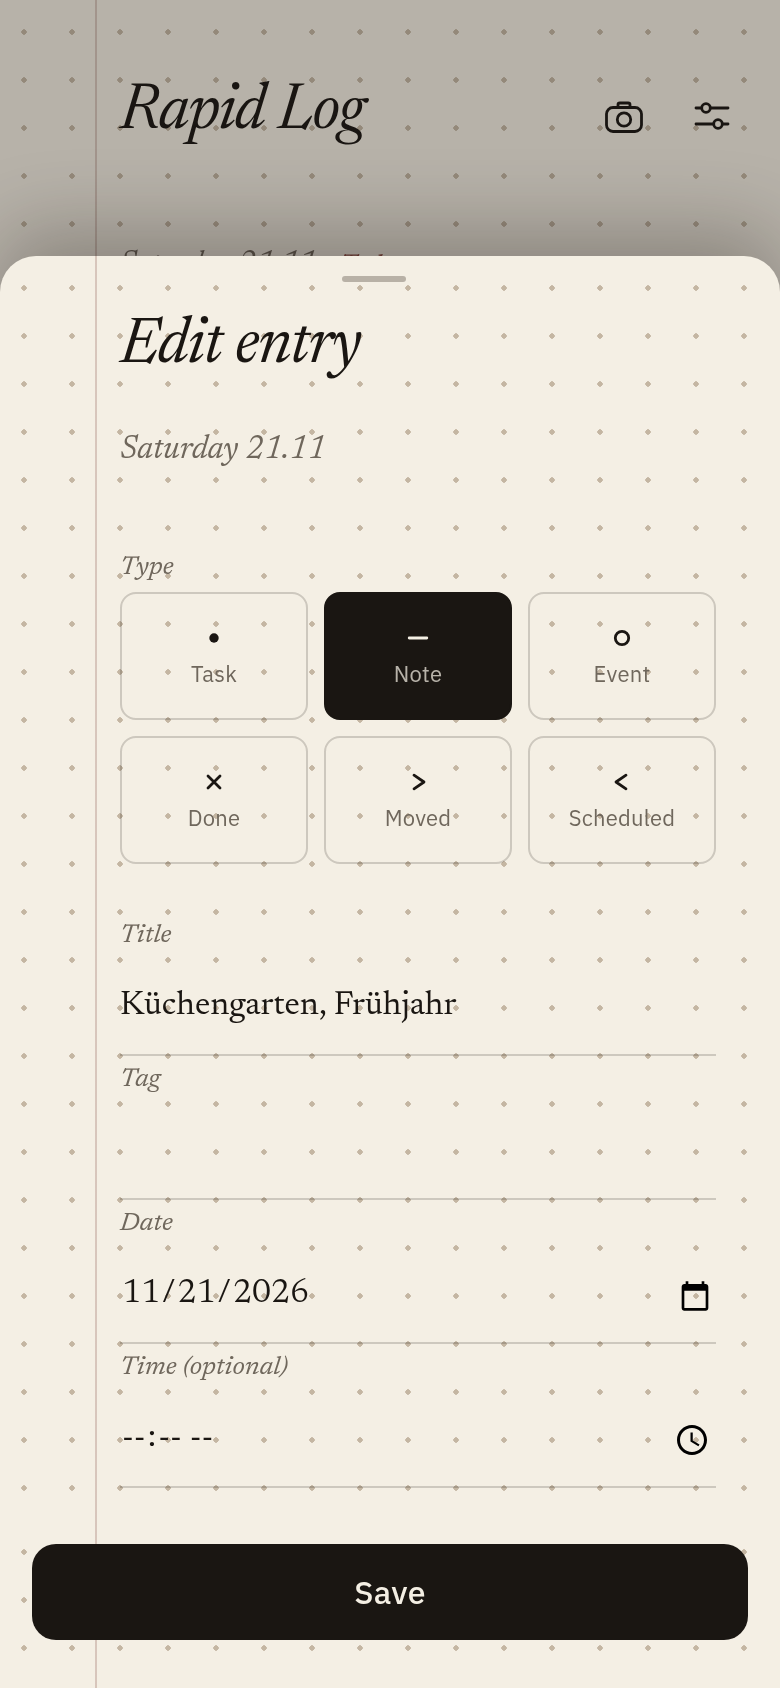 Rapid Log
Edit entry
Saturday 21.11
Type
Task
Note
Event
Done
Moved
Scheduled
Title
Küchengarten, Frühjahr
Tag
Date
11/21/2026
Time (optional)
--:-- --
Save